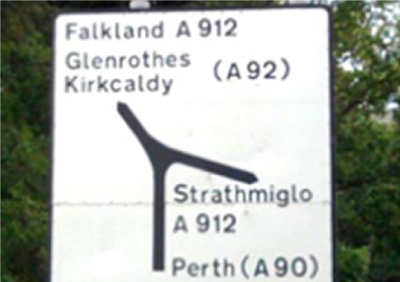 Falkland A 912
Glenrothes
Kirkcaldy (A 92)
Strathmiglo
A 912
Perth (A 90)